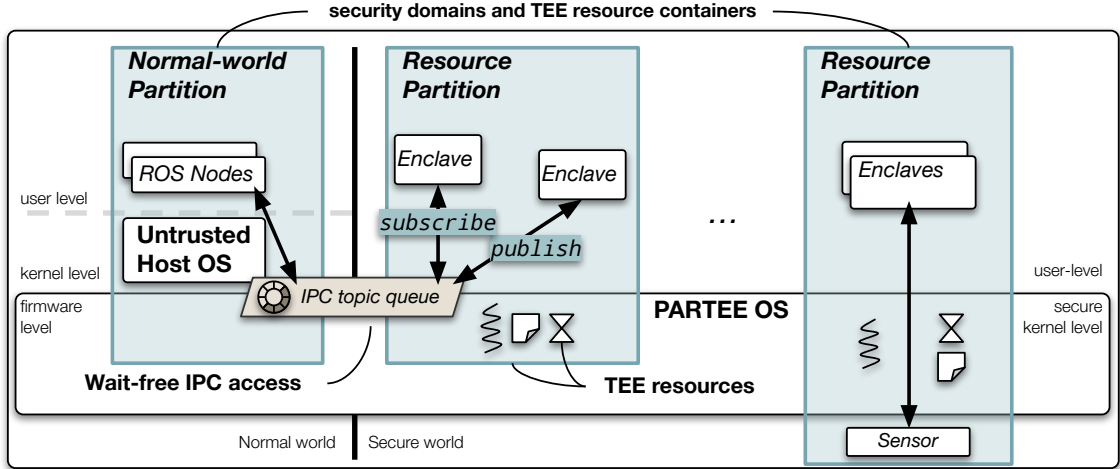 security domains and TEE resource containers
Normal-world
Partition
Resource
Partition
Resource
Partition
ROS Nodes
Enclave
Enclave
Enclaves
user level
subscribe
publish
...
Untrusted
Host OS
kernel level
user-level
IPC topic queue
firmware
level
PARTEE OS
secure
kernel level
Wait-free IPC access
TEE resources
Normal world
Secure world
Sensor